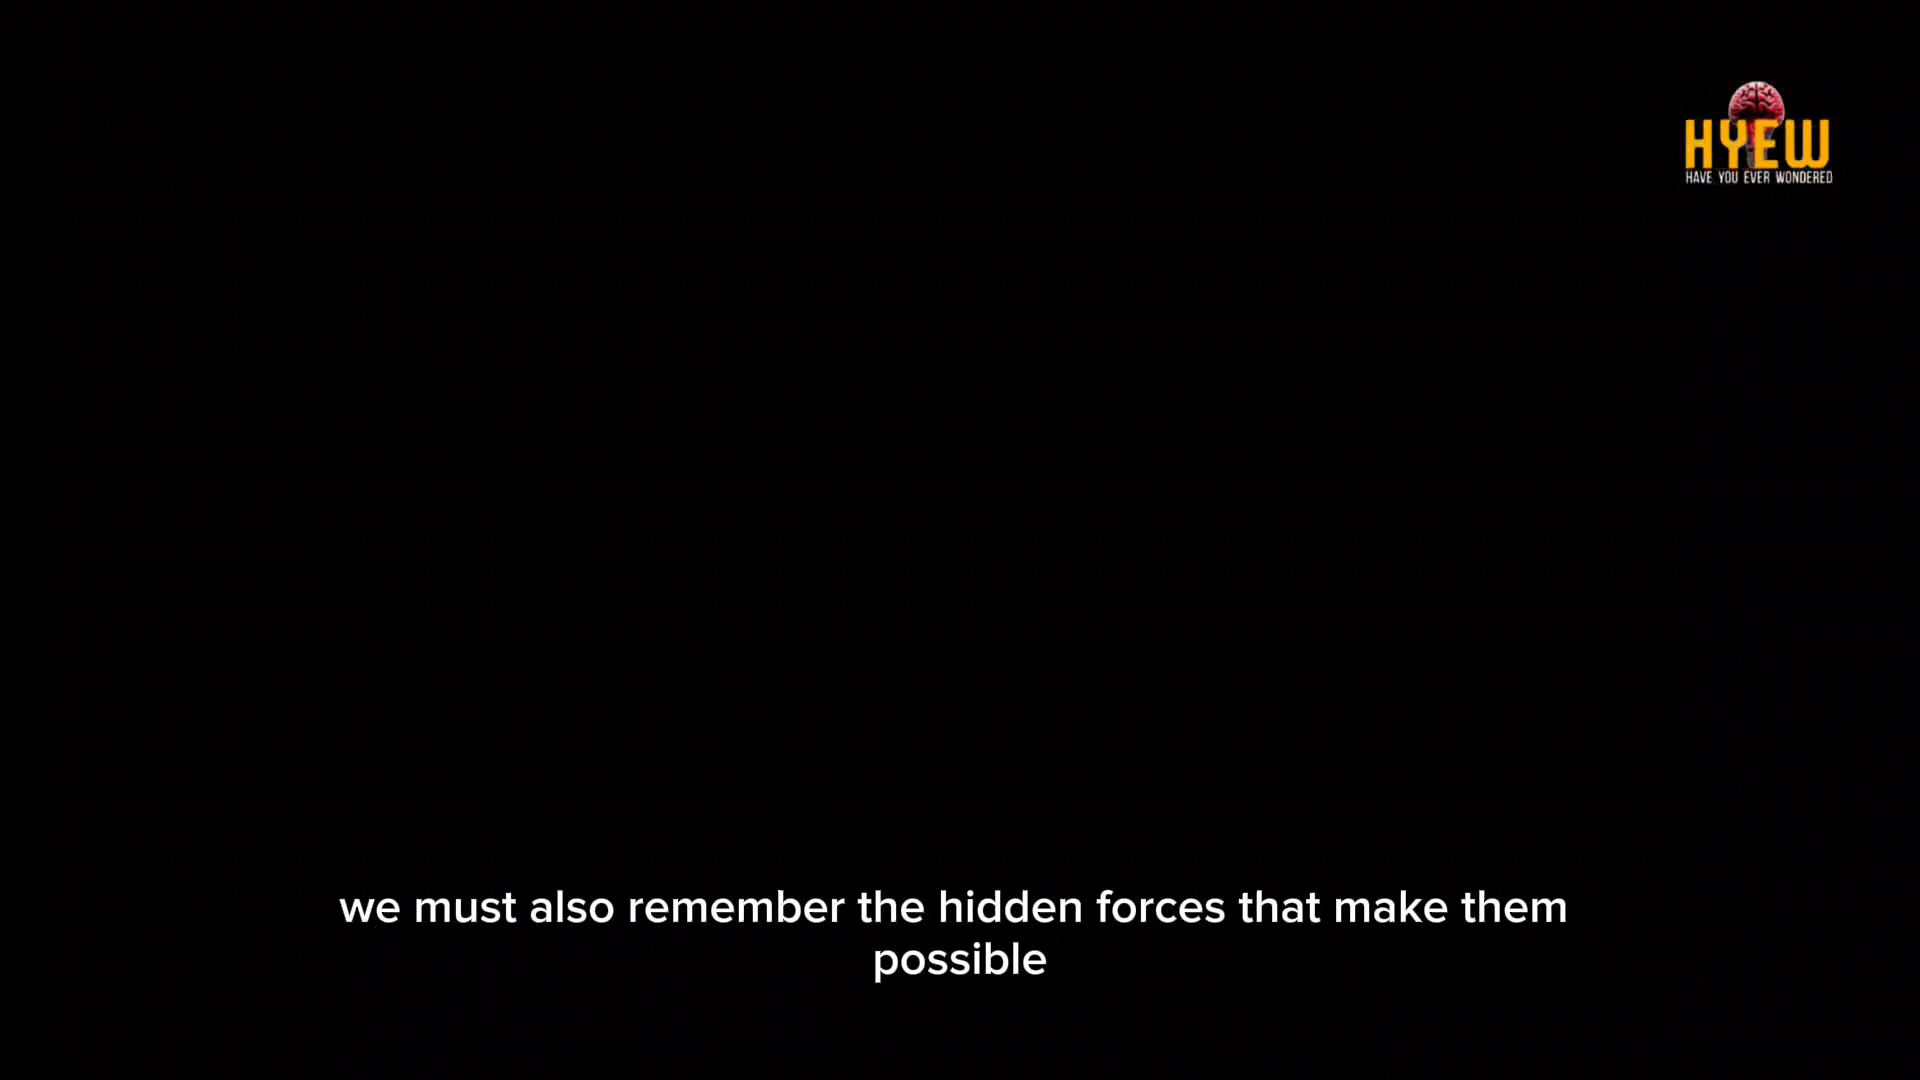 HYEW
HAVE YOU EVER WONDERED
we must also remember the hidden forces that make them
possible